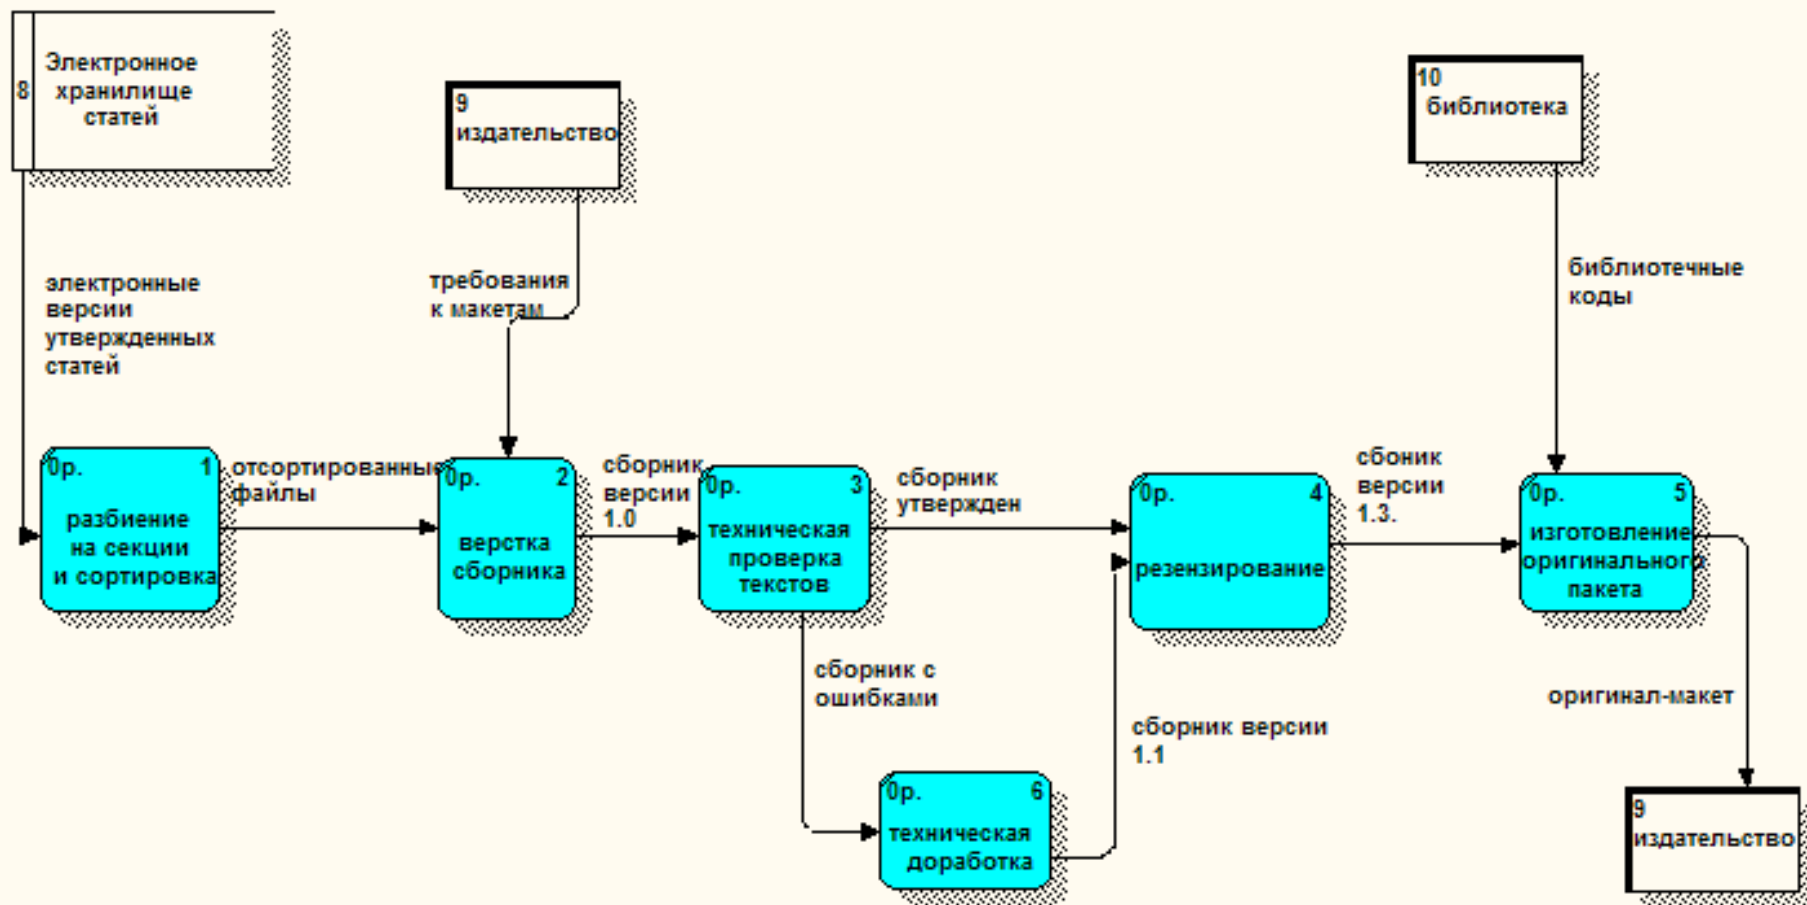 8
Электронное
хранилище
статей
9
издательство
10
библиотека
электронные
версии
утвержденных
статей
требования
к макетам
библиотечные
коды
0р.
1
разбиение
на секции
и сортировка
отсортированные
файлы
0р.
2
верстка
сборника
сборник
версии
1.0
0р.
3
техническая
проверка
текстов
сборник
утвержден
0р.
4
резензирование
сбоник
версии
1.3.
0р.
5
изготовление
оригинального
пакета
сборник с
ошибками
сборник версии
1.1
оригинал-макет
0р.
6
техническая
доработка
9
издательство